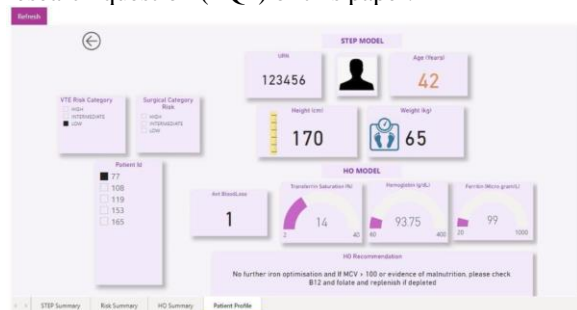 Refresh
STEP MODEL
URN
123456
Age (Years)
42
VTE Risk Category
HIGH
INTERMEDIATE
LOW
Surgical Category
Risk
HIGH
INTERMEDIATE
LOW
Height (cm)
170
Weight (kg)
65
HO MODEL
Patient Id
77
108
119
153
165
Amt BloodLoss
1
Transferrin Saturation (%)
14
2
40
Hemoglobin (g/dL)
93.75
60
400
Ferritin (Micro gram/L)
99
20
1000
HO Recommendation
No further iron optimisation and If MCV > 100 or evidence of malnutrition, please check
B12 and folate and replenish if depleted
STEP Summary
Risk Summary
HO Summary
Patient Profile